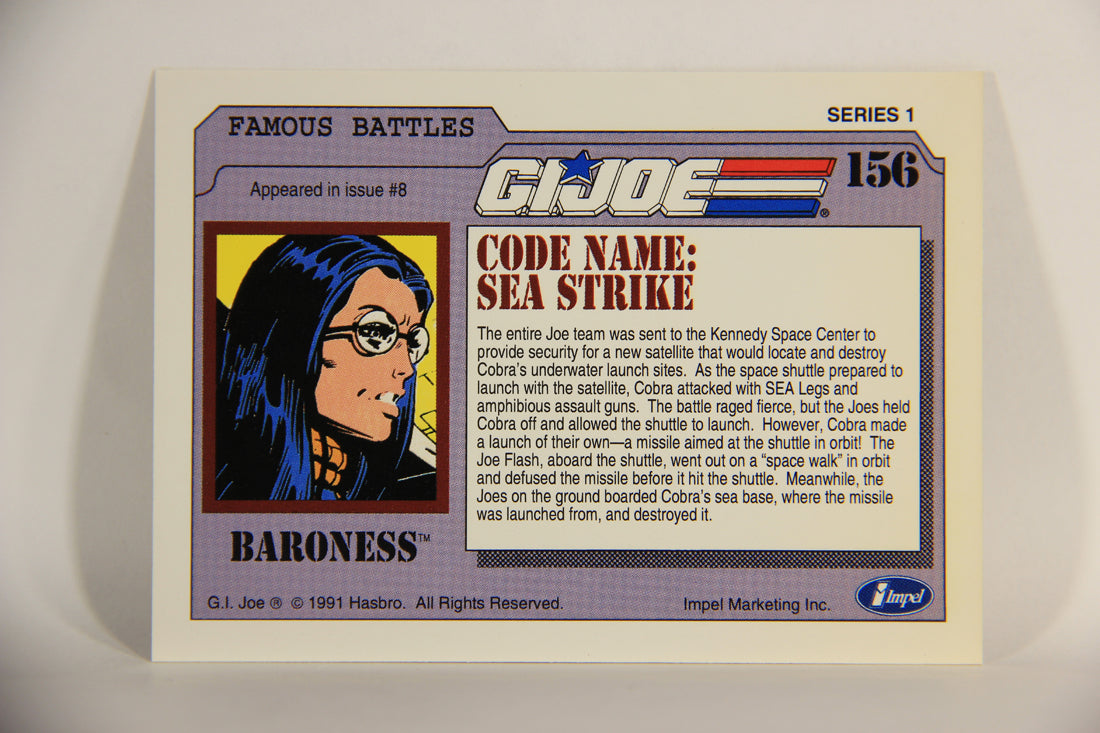 FAMOUS BATTLES
SERIES 1
Appeared in issue #8
G.I. JOE ®
156
CODE NAME:
SEA STRIKE
The entire Joe team was sent to the Kennedy Space Center to
provide security for a new satellite that would locate and destroy
Cobra's underwater launch sites. As the space shuttle prepared to
launch with the satellite, Cobra attacked with SEA Legs and
amphibious assault guns. The battle raged fierce, but the Joes held
Cobra off and allowed the shuttle to launch. However, Cobra made
a launch of their own—a missile aimed at the shuttle in orbit! The
Joe Flash, aboard the shuttle, went out on a "space walk" in orbit
and defused the missile before it hit the shuttle. Meanwhile, the
Joes on the ground boarded Cobra's sea base, where the missile
was launched from, and destroyed it.
BARONESS™
G.I. Joe ® © 1991 Hasbro. All Rights Reserved.
Impel Marketing Inc.
Impel